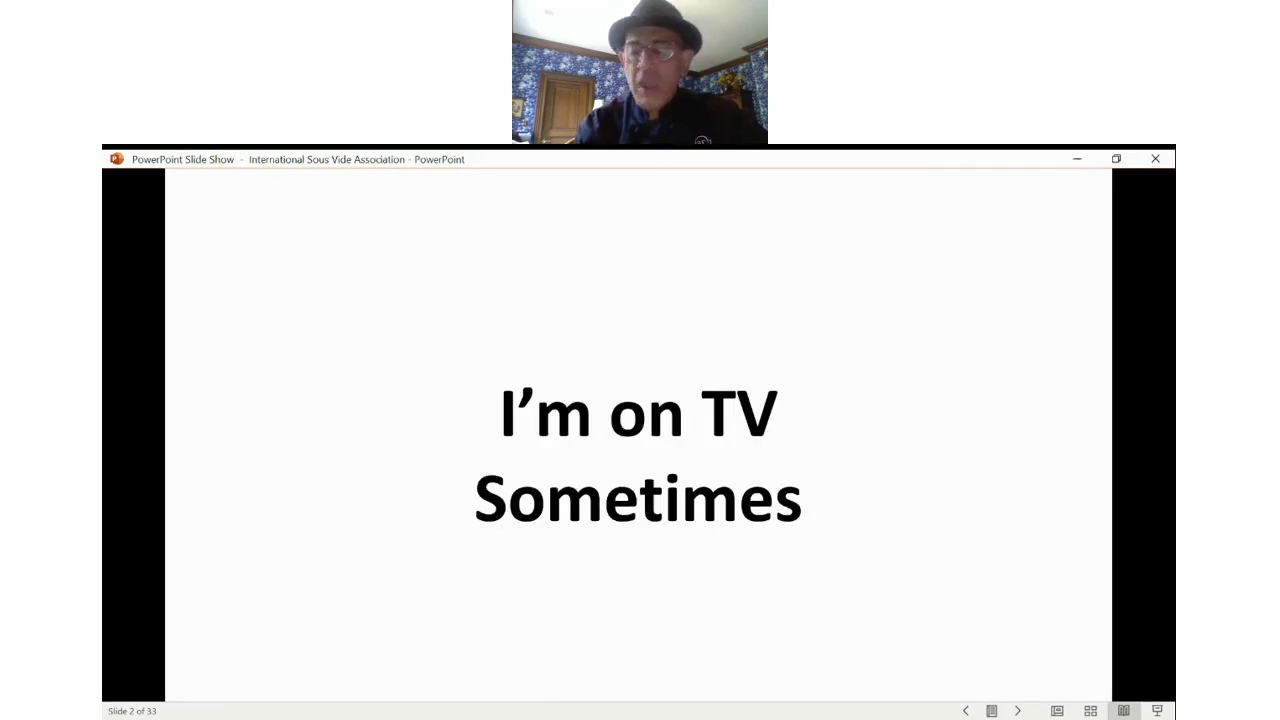 PowerPoint Slide Show - International Sous Vide Association - PowerPoint
I’m on TV
Sometimes
Slide 2 of 33